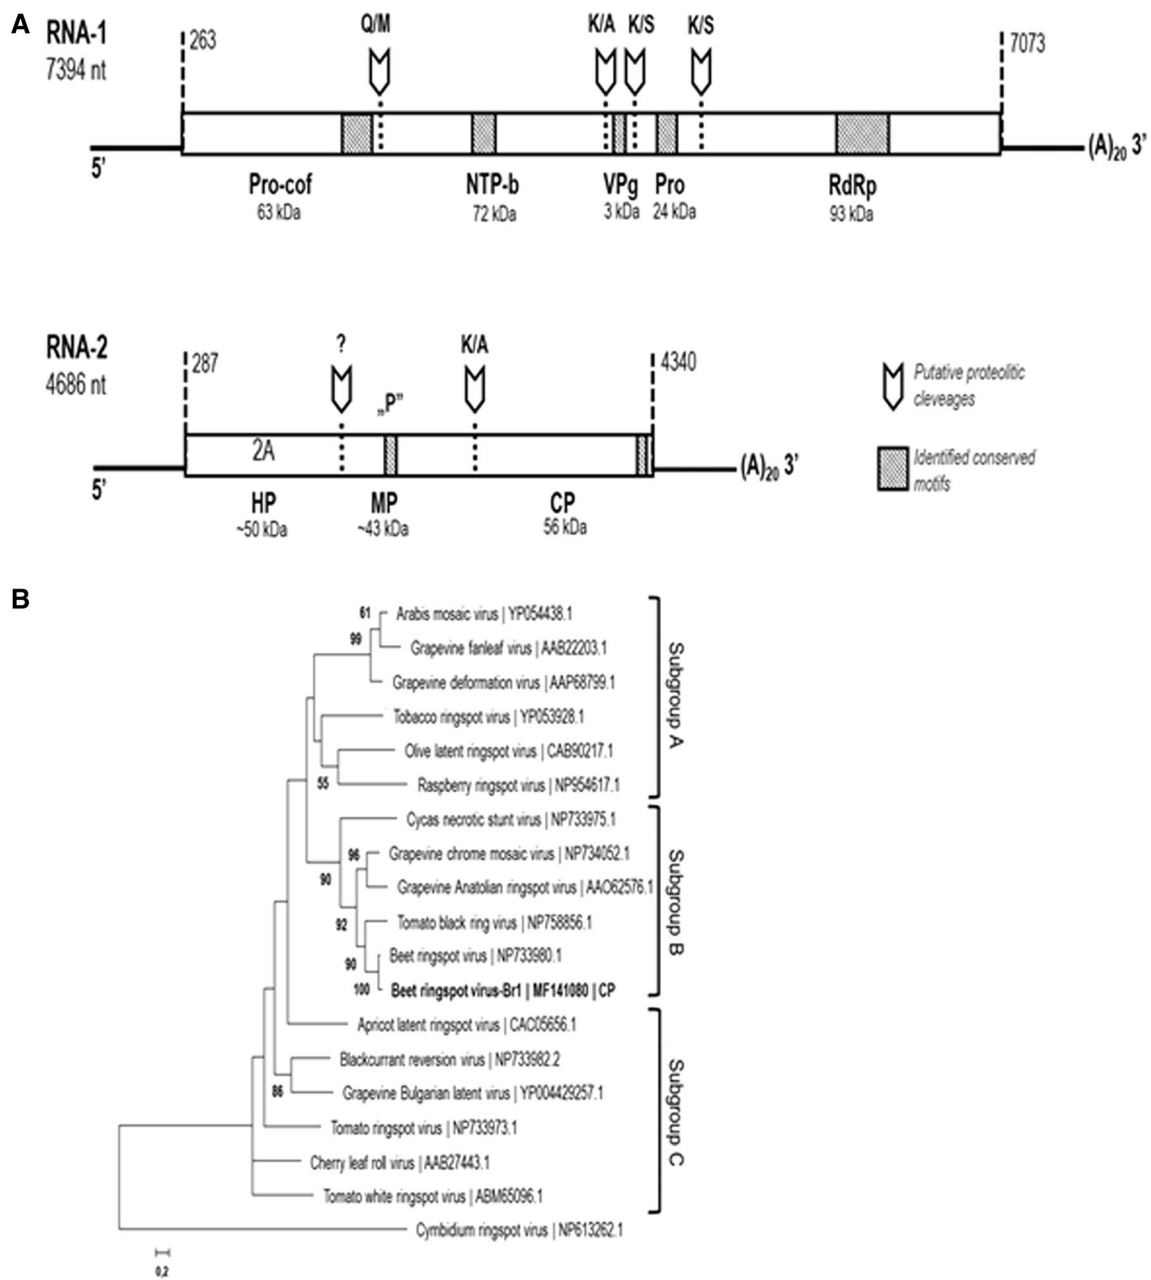 A
RNA-1
7394 nt
263
Q/M
K/A
K/S
K/S
7073
5'
(A)20 3'
Pro-cof
63 kDa
NTP-b
72 kDa
VPg
3 kDa
Pro
24 kDa
RdRp
93 kDa
RNA-2
4686 nt
287
?
„P”
K/A
4340
2A
5'
(A)20 3'
HP
~50 kDa
MP
~43 kDa
CP
56 kDa
Putative proteolitic
cleveages
Identified conserved
motifs
B
61
Arabis mosaic virus | YP054438.1
99
Grapevine fanleaf virus | AAB22203.1
Grapevine deformation virus | AAP68799.1
Tobacco ringspot virus | YP053928.1
Olive latent ringspot virus | CAB90217.1
55
Raspberry ringspot virus | NP954617.1
Subgroup A
Cycas necrotic stunt virus | NP733975.1
96
Grapevine chrome mosaic virus | NP734052.1
90
Grapevine Anatolian ringspot virus | AAO62576.1
92
Tomato black ring virus | NP758856.1
Beet ringspot virus | NP733980.1
90
100
Beet ringspot virus-Br1 | MF141080 | CP
Subgroup B
Apricot latent ringspot virus | CAC05656.1
Blackcurrant reversion virus | NP733982.2
86
Grapevine Bulgarian latent virus | YP004429257.1
Tomato ringspot virus | NP733973.1
Cherry leaf roll virus | AAB27443.1
Tomato white ringspot virus | ABM65096.1
Subgroup C
Cymbidium ringspot virus | NP613262.1
0,2